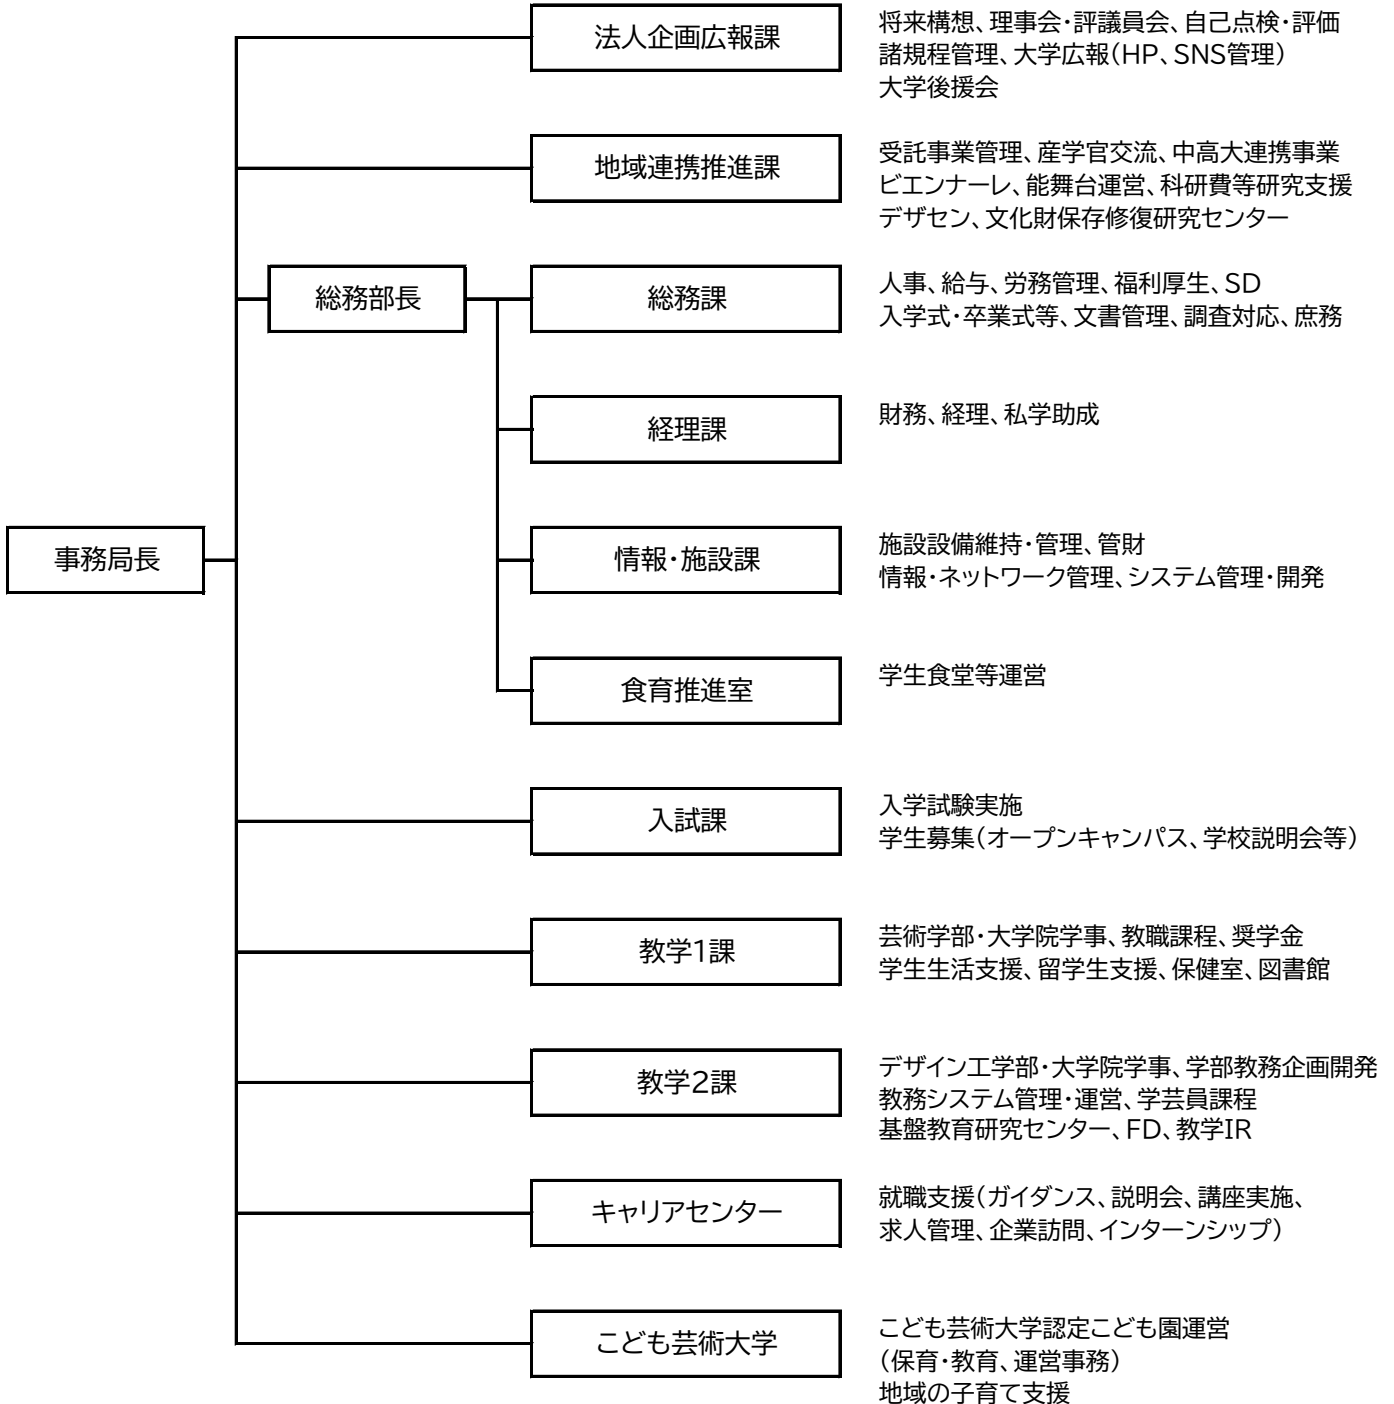 法人企画広報課
将来構想、理事会・評議員会、自己点検・評価
諸規程管理、大学広報（HP、SNS管理）
大学後援会
地域連携推進課
受託事業管理、産学官交流、中高大連携事業
ビエンナーレ、能舞台運営、科研費等研究支援
デザセン、文化財保存修復研究センター
総務部長
総務課
人事、給与、労務管理、福利厚生、SD
入学式・卒業式等、文書管理、調査対応、庶務
経理課
財務、経理、私学助成
事務局長
情報・施設課
施設設備維持・管理、管財
情報・ネットワーク管理、システム管理・開発
食育推進室
学生食堂等運営
入試課
入学試験実施
学生募集（オープンキャンパス、学校説明会等）
教学1課
芸術学部・大学院学事、教職課程、奨学金
学生生活支援、留学生支援、保健室、図書館
教学2課
デザイン工学部・大学院学事、学部教務企画開発
教務システム管理・運営、学芸員課程
基盤教育研究センター、FD、教学IR
キャリアセンター
就職支援（ガイダンス、説明会、講座実施、
求人管理、企業訪問、インターンシップ）
こども芸術大学
こども芸術大学認定こども園運営
（保育・教育、運営事務）
地域の子育て支援